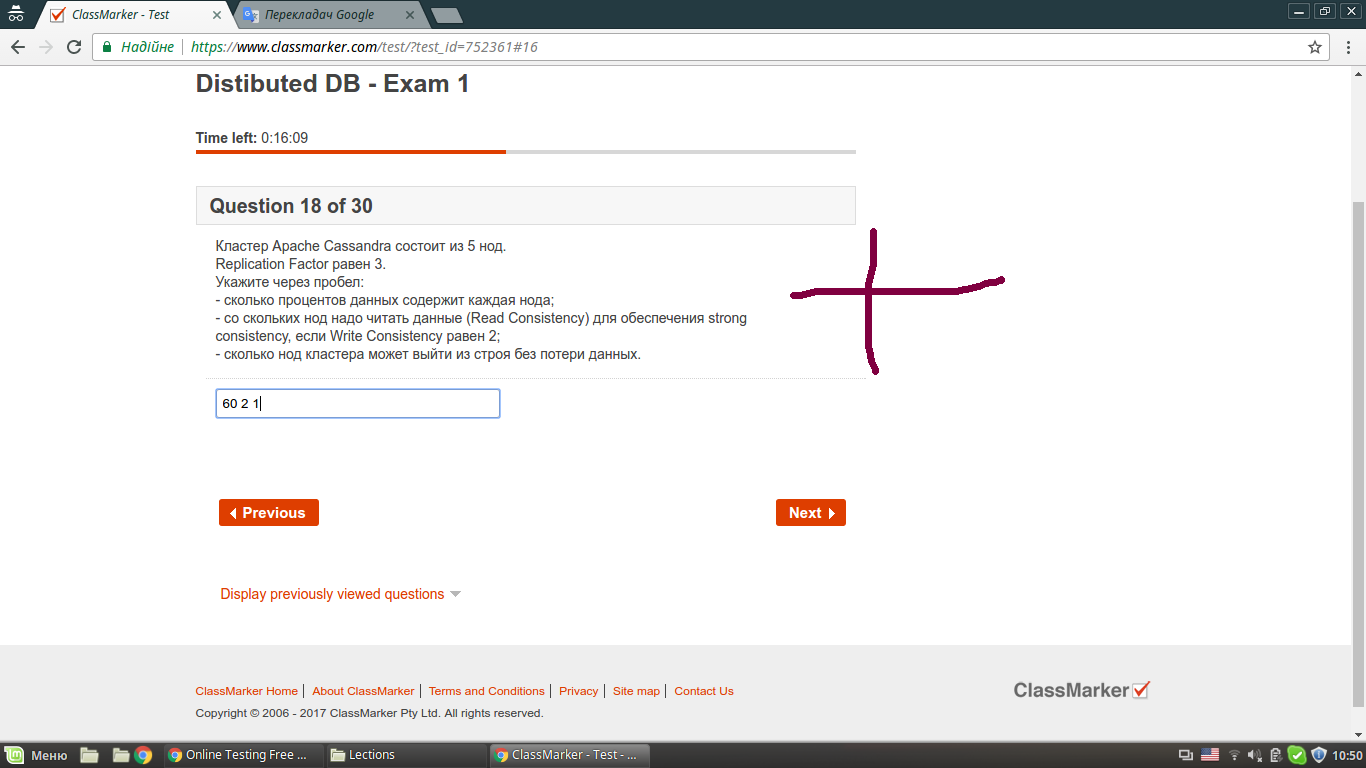 ClassMarker - Test
Перекладач Google
Надійне
https://www.classmarker.com/test/?test_id=752361#16
Distibuted DB - Exam 1
Time left: 0:16:09
Question 18 of 30
Кластер Apache Cassandra состоит из 5 нод.
Replication Factor равен 3.
Укажите через пробел:
- сколько процентов данных содержит каждая нода;
- со скольких нод надо читать данные (Read Consistency) для обеспечения strong
consistency, если Write Consistency равен 2;
- сколько нод кластера может выйти из строя без потери данных.
60 2 1
Previous
Next
Display previously viewed questions
ClassMarker Home | About ClassMarker | Terms and Conditions | Privacy | Site map | Contact Us
Copyright © 2006 - 2017 ClassMarker Pty Ltd. All rights reserved.
ClassMarker
Меню
Online Testing Free ...
Lections
ClassMarker - Test - ...
10:50